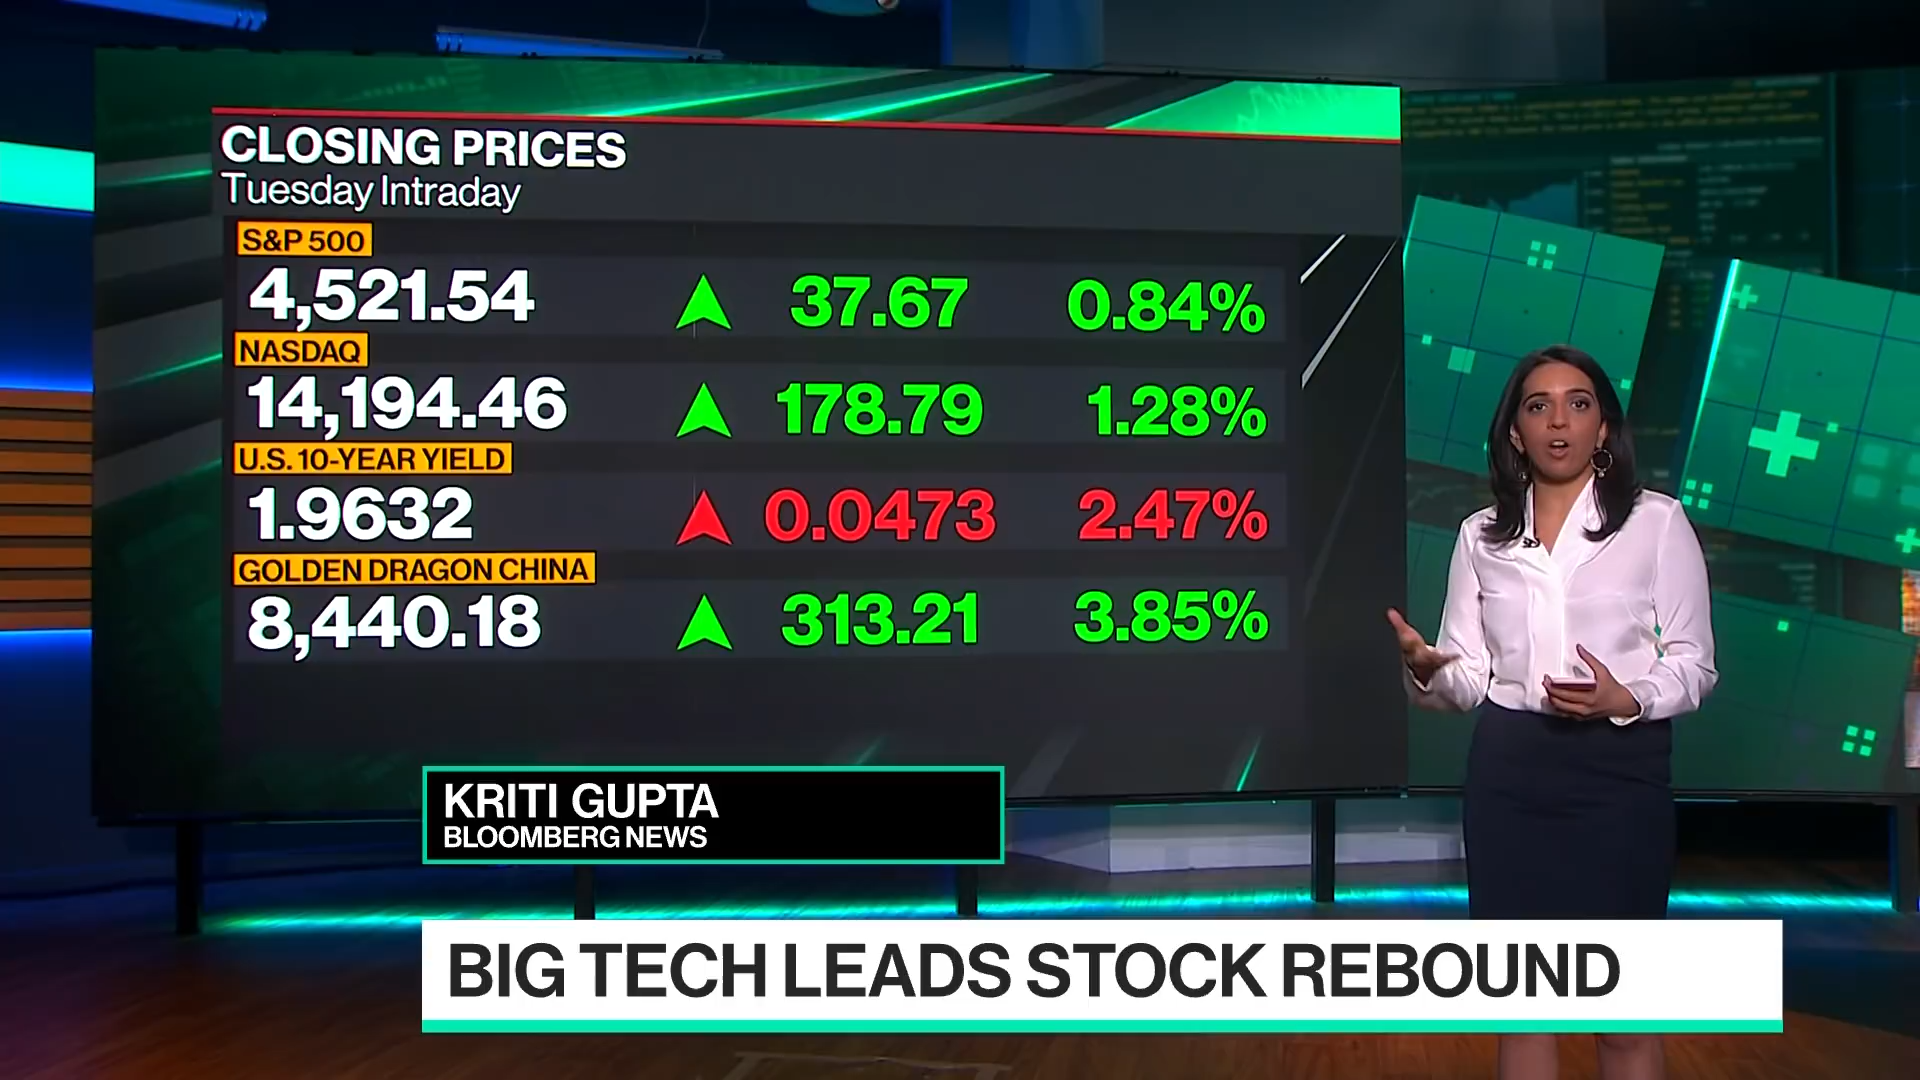 CLOSING PRICES
Tuesday Intraday
S&P 500
4,521.54 37.67 0.84%
NASDAQ
14,194.46 178.79 1.28%
U.S. 10-YEAR YIELD
1.9632 0.0473 2.47%
GOLDEN DRAGON CHINA
8,440.18 313.21 3.85%
KRITI GUPTA
BLOOMBERG NEWS
BIG TECH LEADS STOCK REBOUND